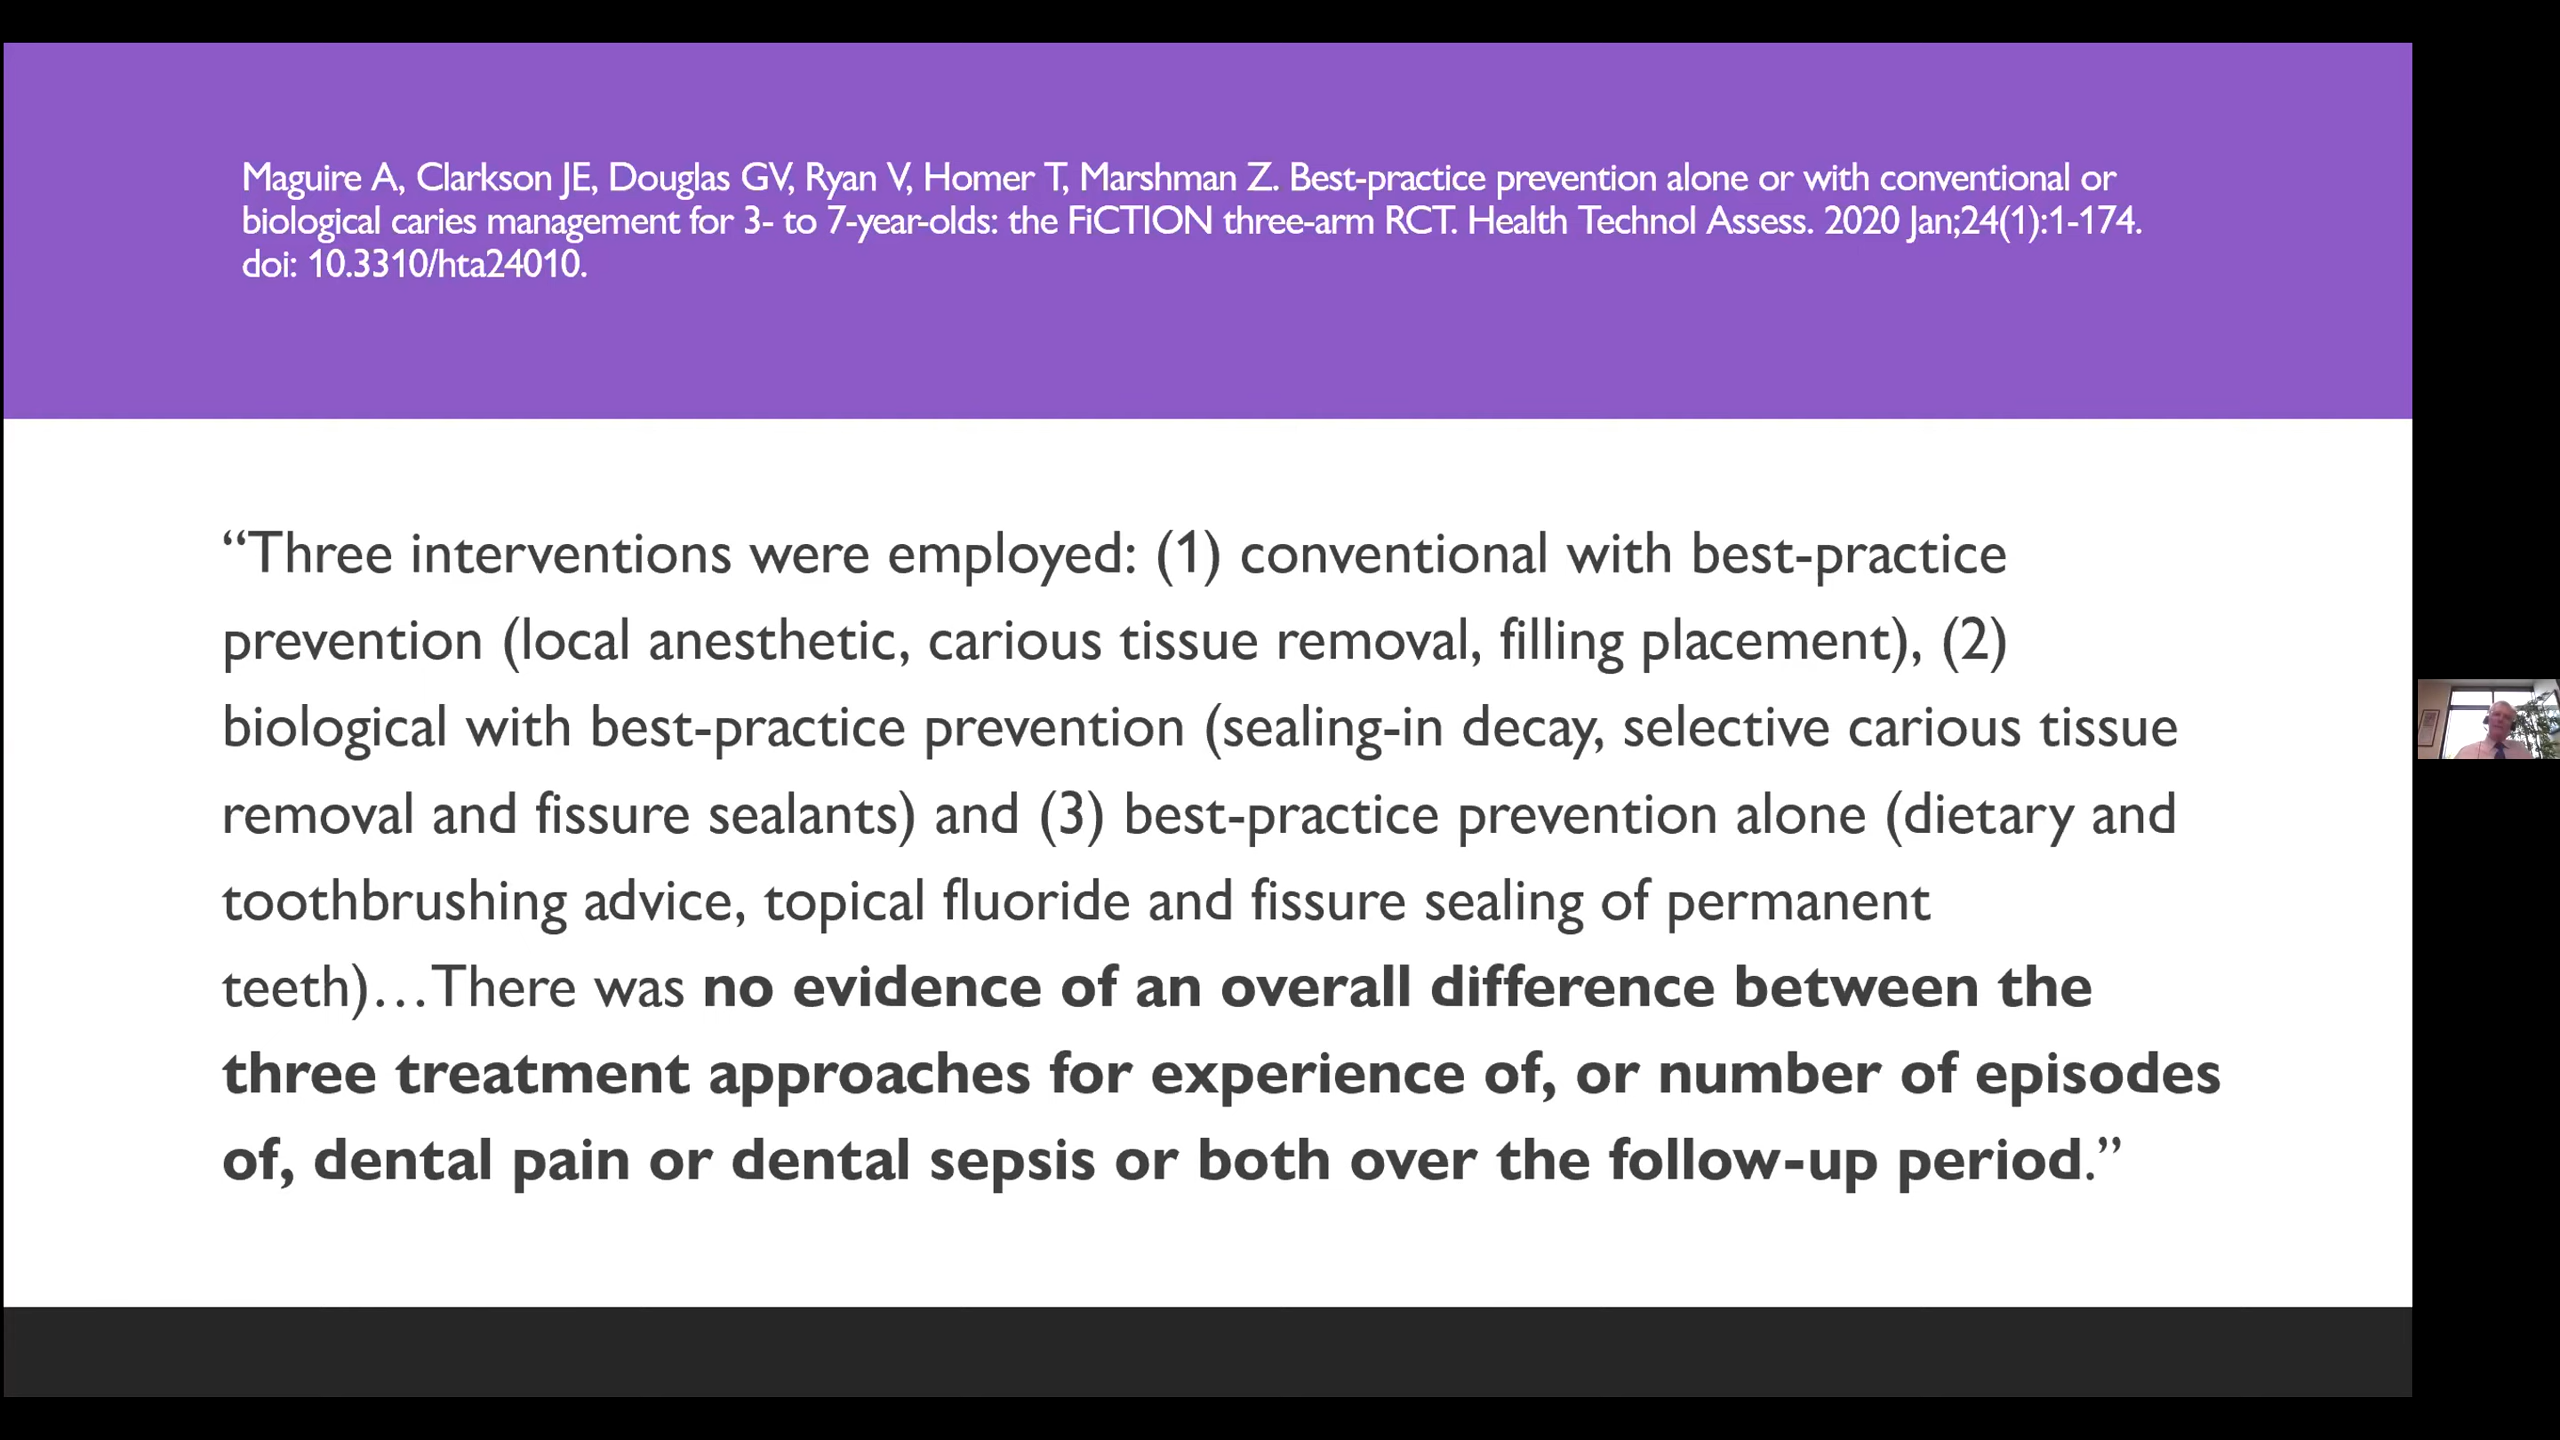 Maguire A, Clarkson JE, Douglas GV, Ryan V, Homer T, Marshman Z. Best-practice prevention alone or with conventional or
biological caries management for 3- to 7-year-olds: the FiCTION three-arm RCT. Health Technol Assess. 2020 Jan;24(1):1-174.
doi: 10.3310/hta24010.
“Three interventions were employed: (1) conventional with best-practice
prevention (local anesthetic, carious tissue removal, filling placement), (2)
biological with best-practice prevention (sealing-in decay, selective carious tissue
removal and fissure sealants) and (3) best-practice prevention alone (dietary and
toothbrushing advice, topical fluoride and fissure sealing of permanent
teeth)…There was no evidence of an overall difference between the
three treatment approaches for experience of, or number of episodes
of, dental pain or dental sepsis or both over the follow-up period.”